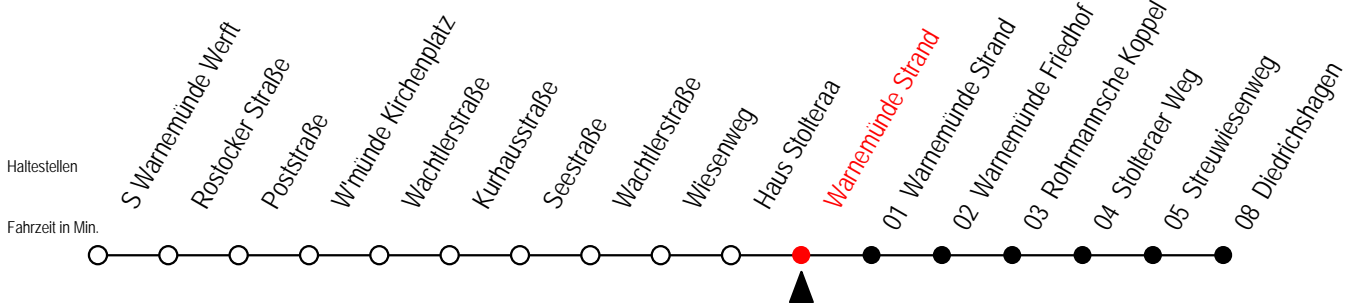 S Warnemünde Werft
Rostocker Straße
Poststraße
W'münde Kirchenplatz
Wachtlerstraße
Kurhausstraße
Seestraße
Wachtlerstraße
Wiesenweg
Haus Stolteraa
Warnemünde Strand
01 Warnemünde Strand
02 Warnemünde Friedhof
03 Rohrmannsche Koppel
04 Stolteraer Weg
05 Streuwiesenweg
08 Diedrichshagen
Haltestellen
Fahrzeit in Min.